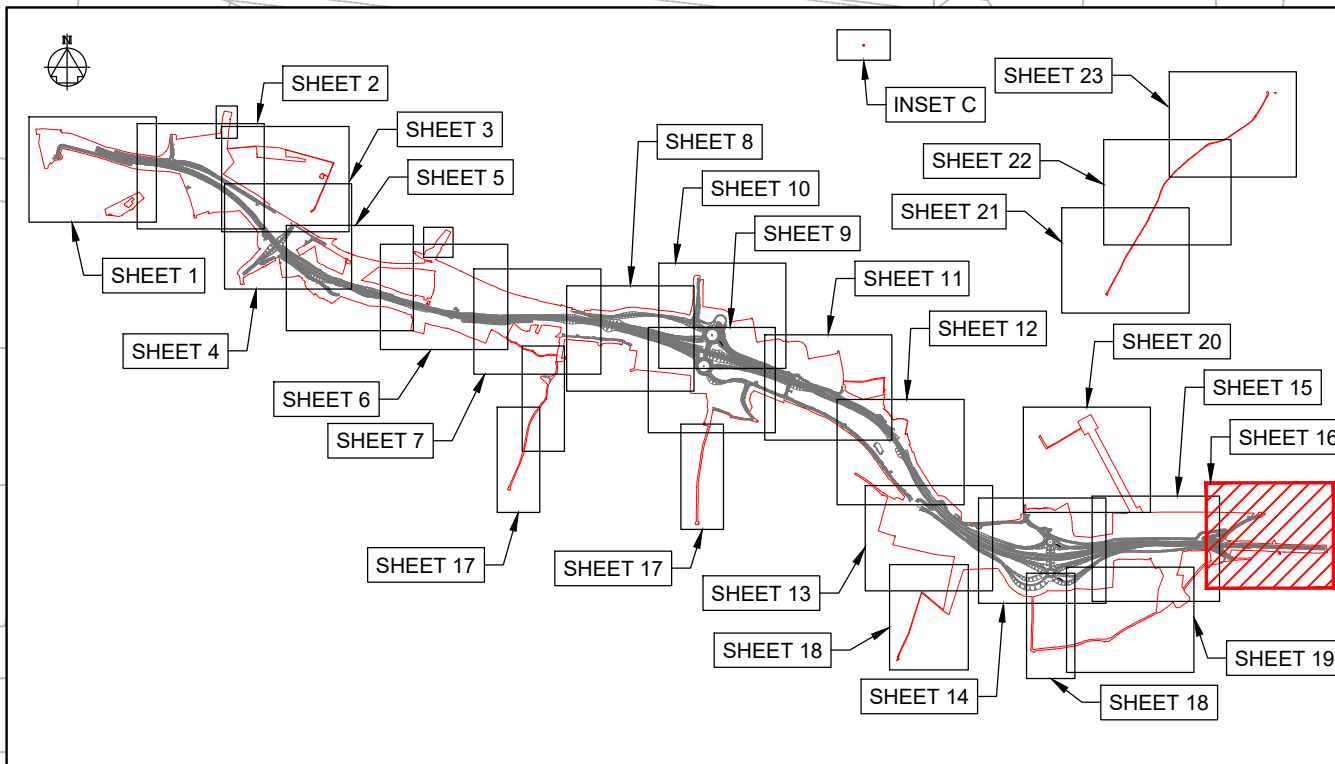 N
SHEET 2
SHEET 3
SHEET 5
SHEET 1
SHEET 4
SHEET 6
SHEET 7
SHEET 8
SHEET 10
SHEET 9
SHEET 11
SHEET 12
INSET C
SHEET 23
SHEET 22
SHEET 21
SHEET 20
SHEET 15
SHEET 16
SHEET 17
SHEET 17
SHEET 13
SHEET 18
SHEET 14
SHEET 18
SHEET 19